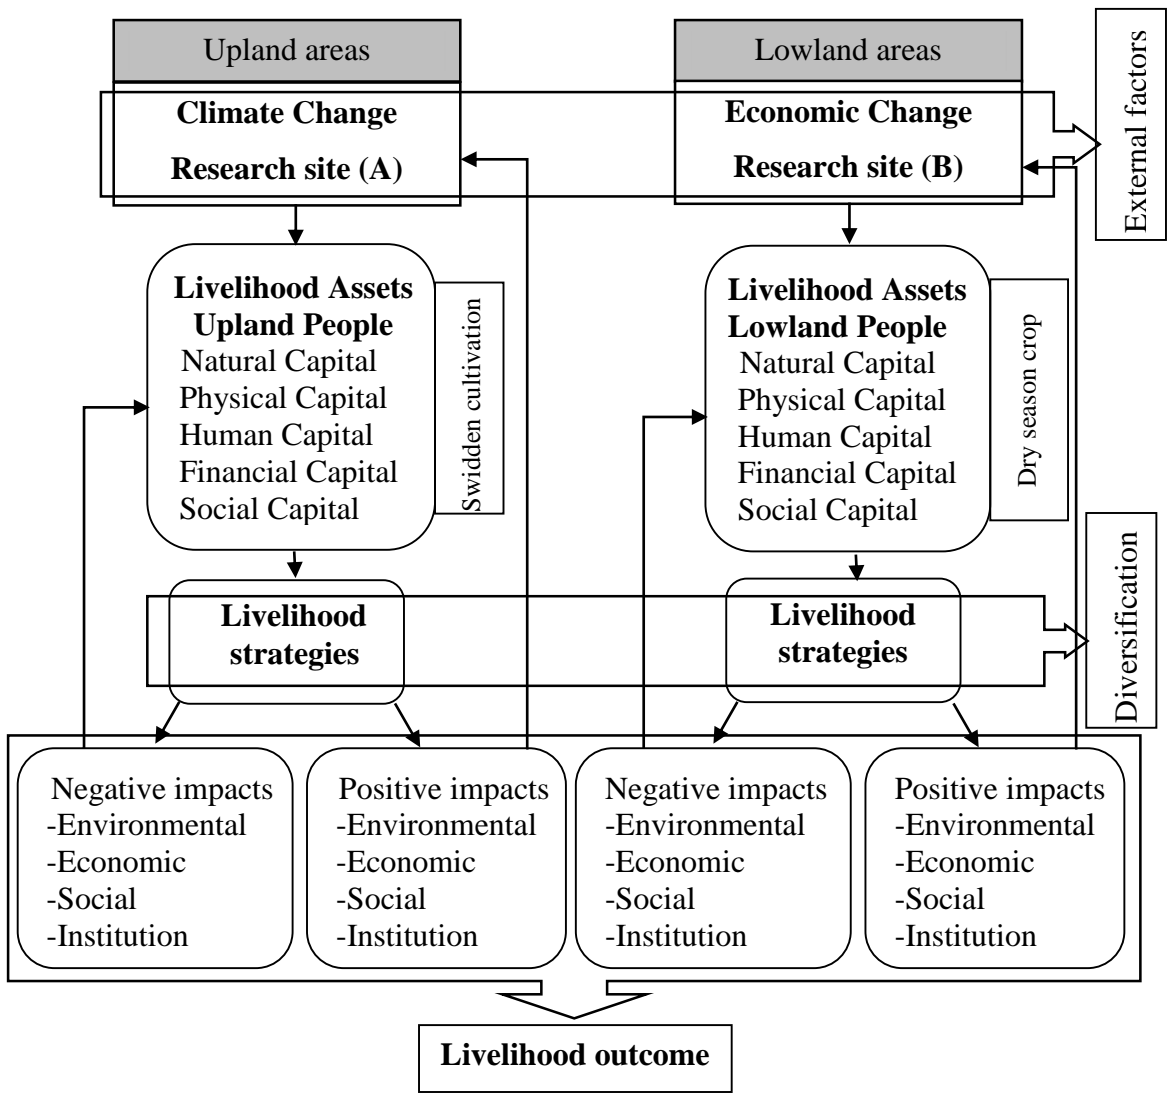 Upland areas
Climate Change
Research site (A)
Lowland areas
Economic Change
Research site (B)
External factors
Livelihood Assets
Upland People
Natural Capital
Physical Capital
Human Capital
Financial Capital
Social Capital
Swidden cultivation
Livelihood Assets
Lowland People
Natural Capital
Physical Capital
Human Capital
Financial Capital
Social Capital
Dry season crop
Livelihood
strategies
Livelihood
strategies
Diversification
Negative impacts
-Environmental
-Economic
-Social
-Institution
Positive impacts
-Environmental
-Economic
-Social
-Institution
Negative impacts
-Environmental
-Economic
-Social
-Institution
Positive impacts
-Environmental
-Economic
-Social
-Institution
Livelihood outcome